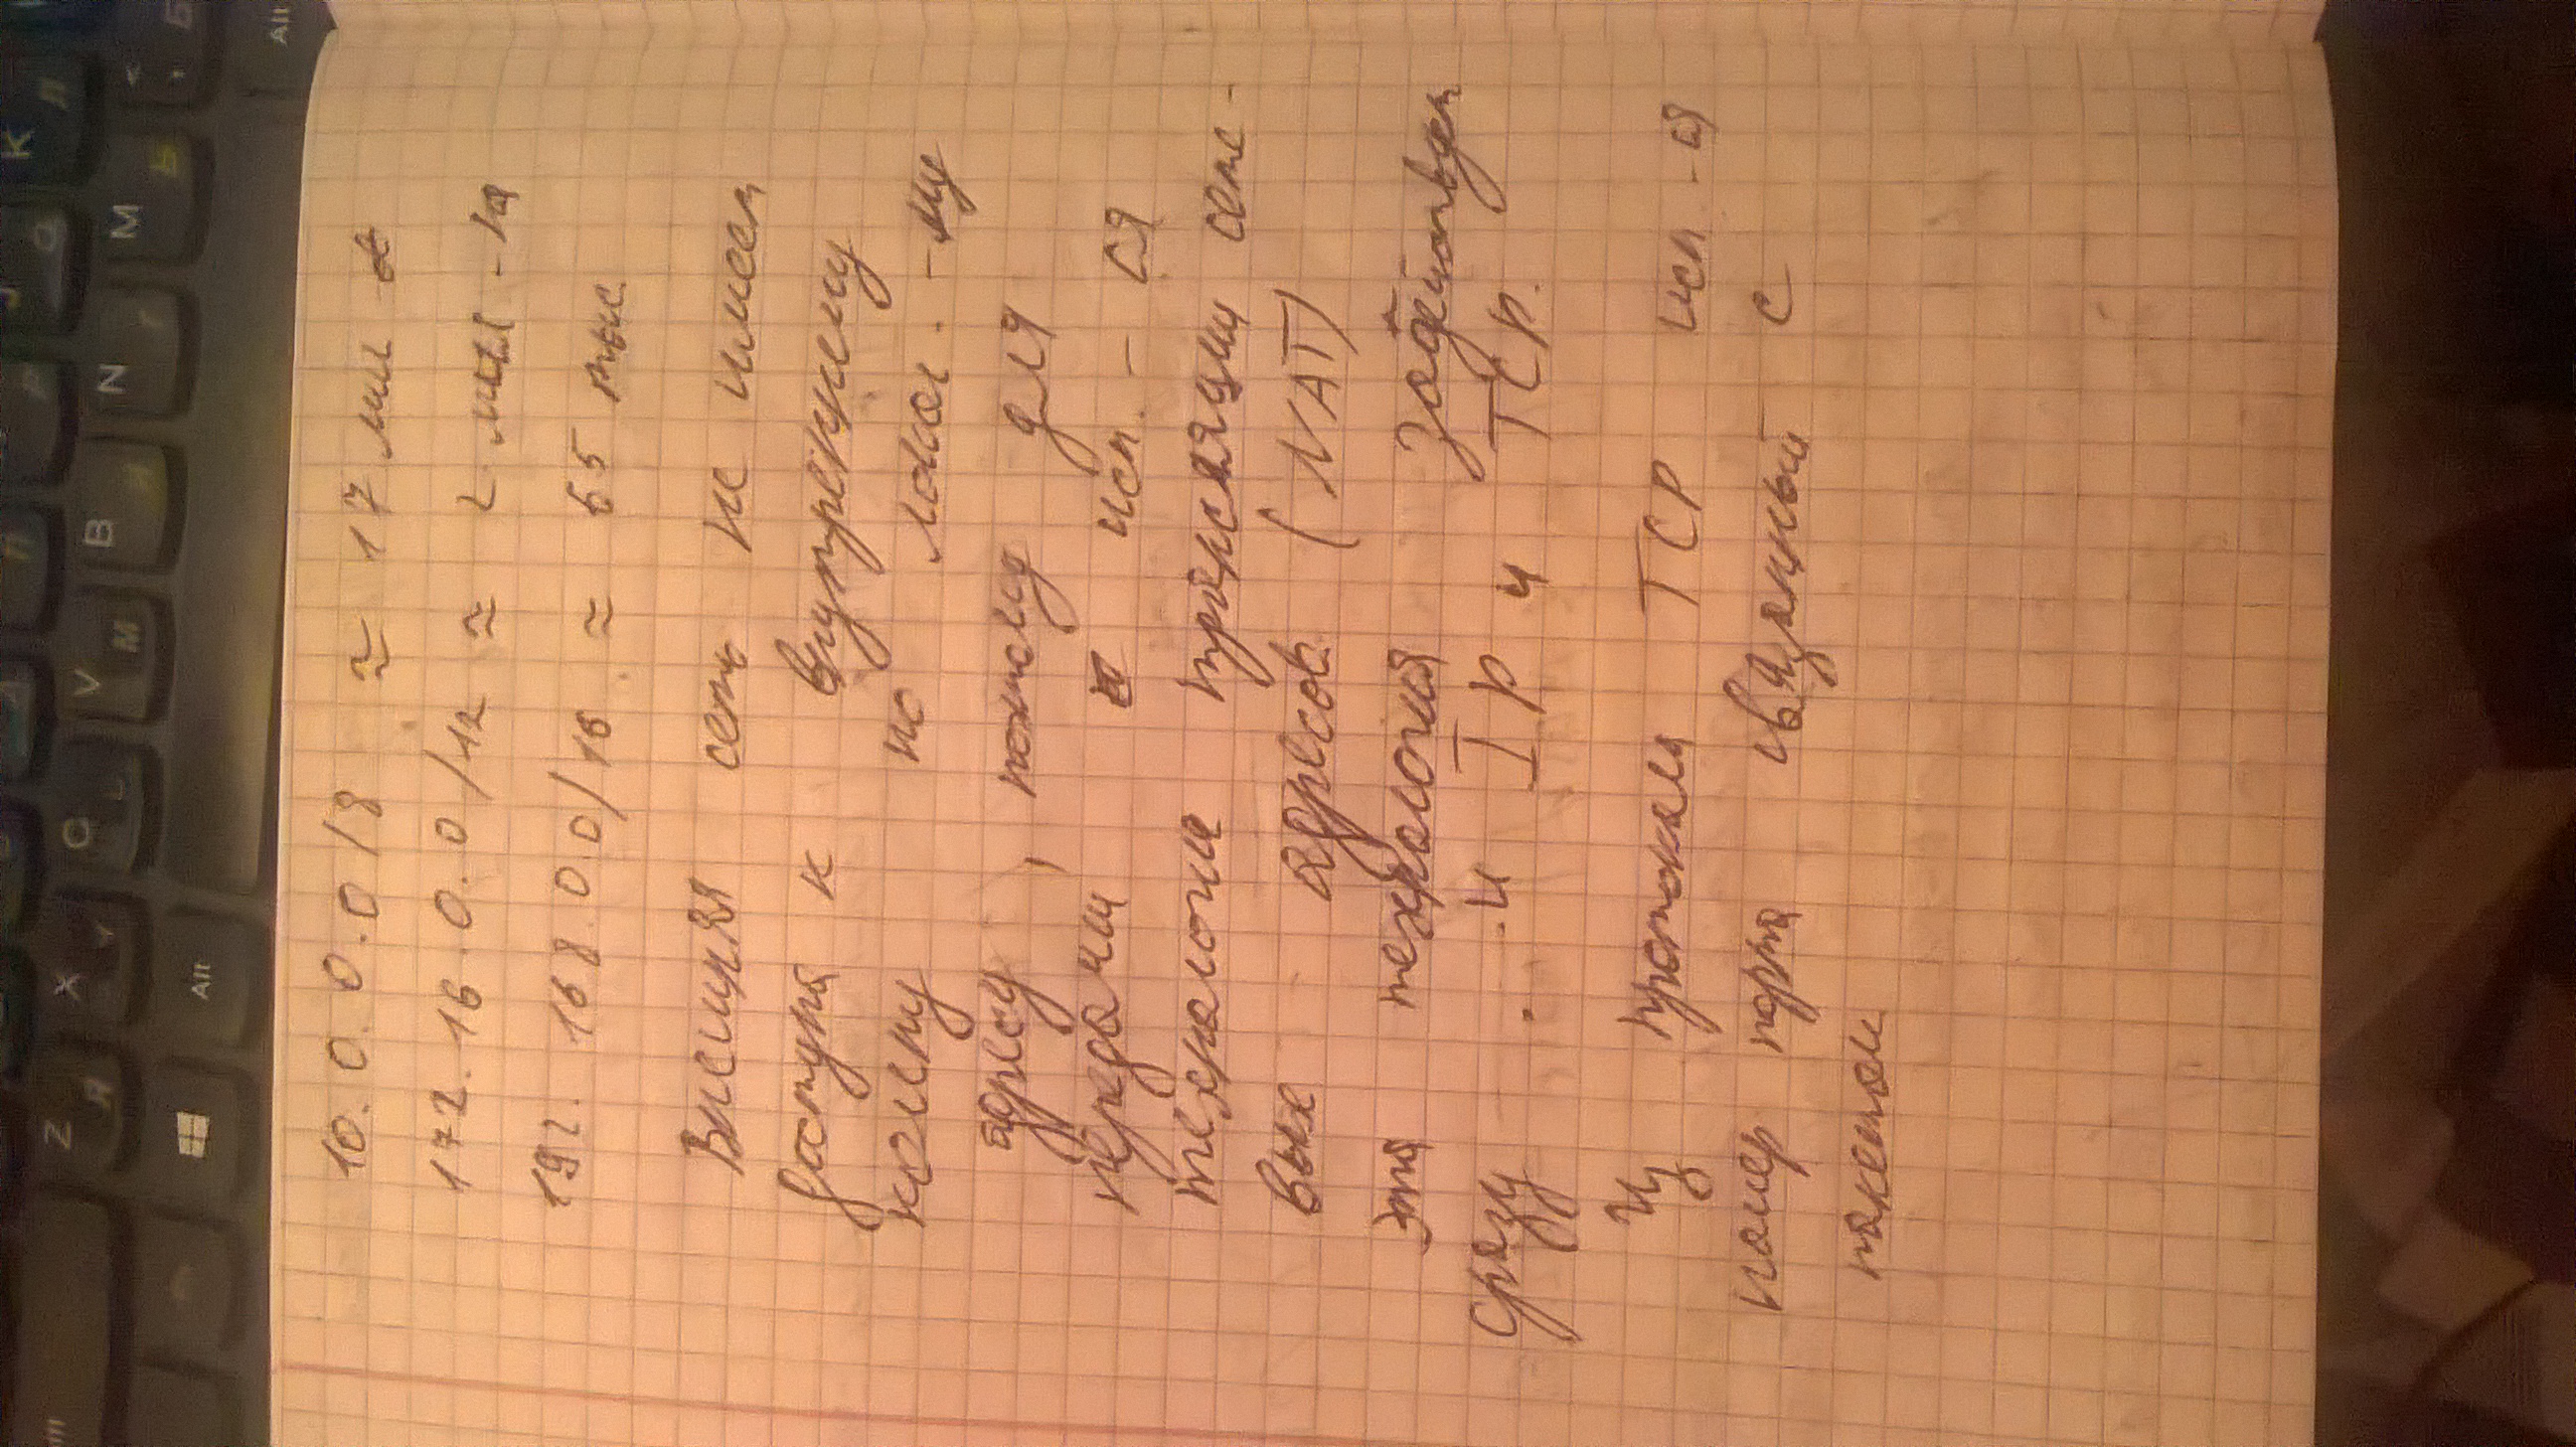 Z Я X C V М B И N Т M Ь Б
Alt Alt
10.0.0.0/8 ≈ 17 млн
172.16.0.0/12 ≈ 2 млн -на
192.168.0.0/16 ≈ 65 тыс.
Внешняя сеть не имеет
доступа к внутреннему
компу по локал.-му
адресу, поэтому для
передачи исп.-ся
технология трансляции сете-
вых адресов (NAT)
Эта технология задействует
сразу и IP и TCP.
Из протокола TCP исп.-ся
номер порта связанный с
пакетом